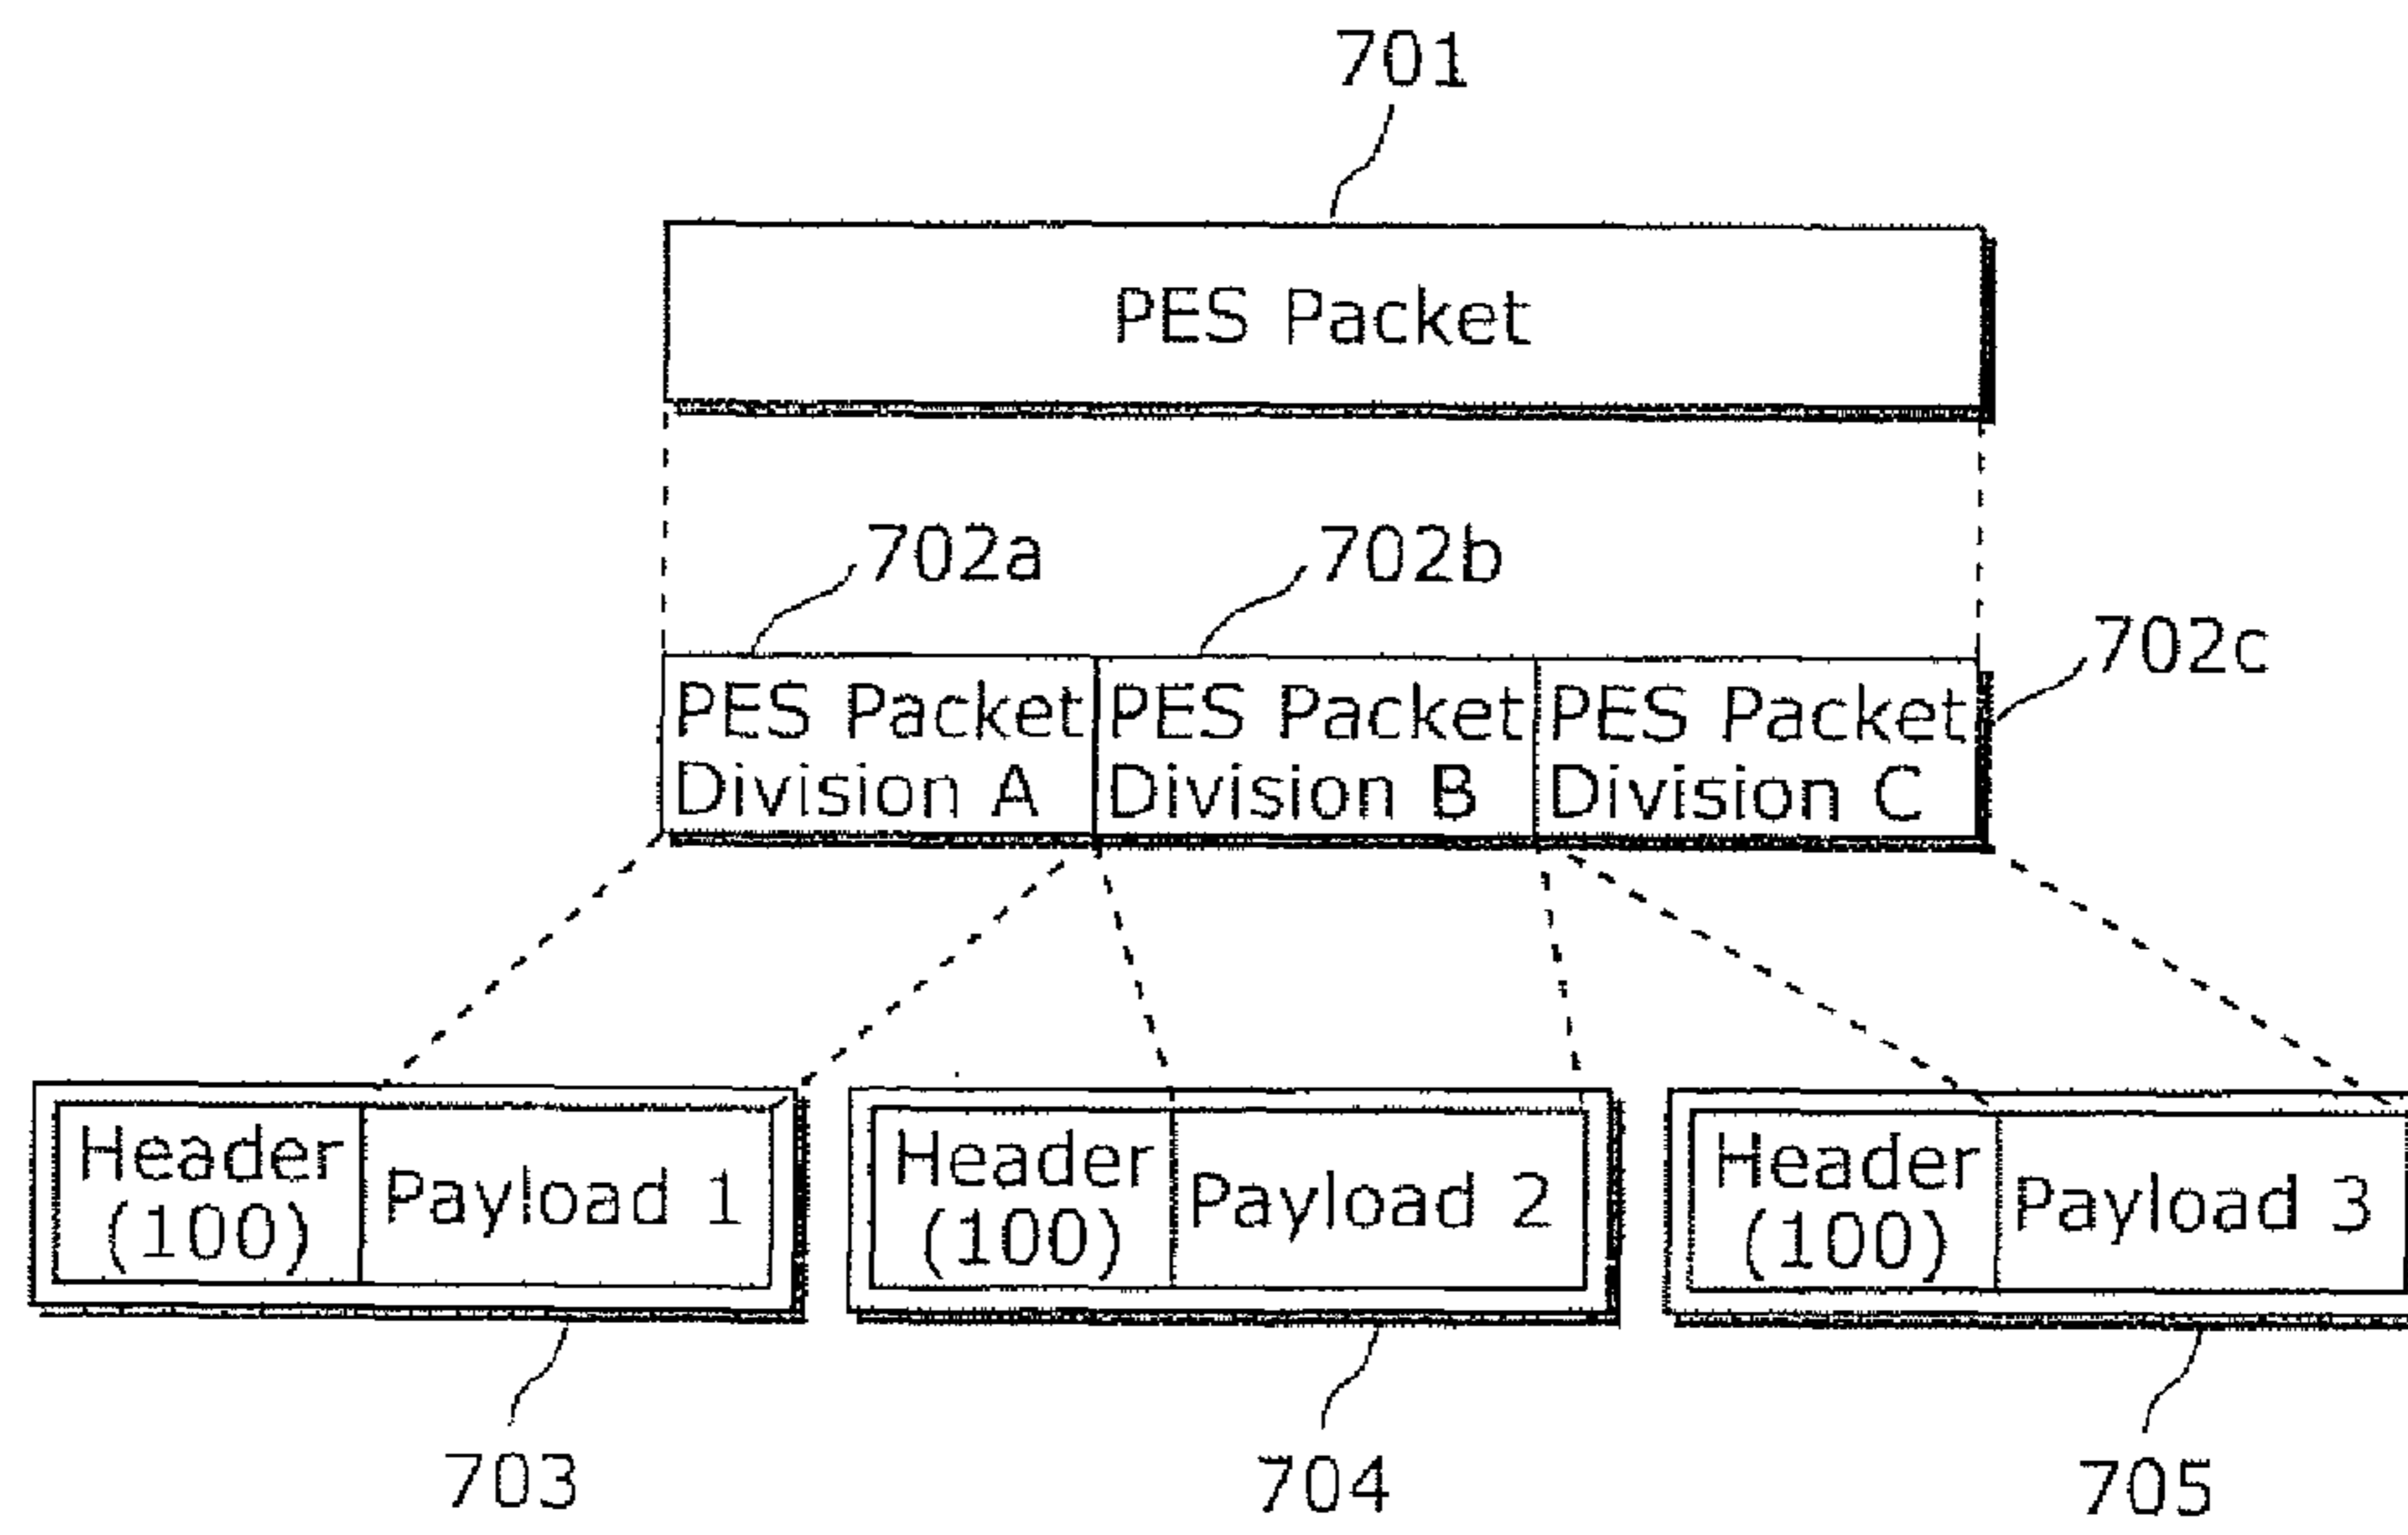 701
PES Packet
702a
702b
702c
PES Packet
Division A
PES Packet
Division B
PES Packet
Division C
Header
(100)
Payload 1
Header
(100)
Payload 2
Header
(100)
Payload 3
703
704
705